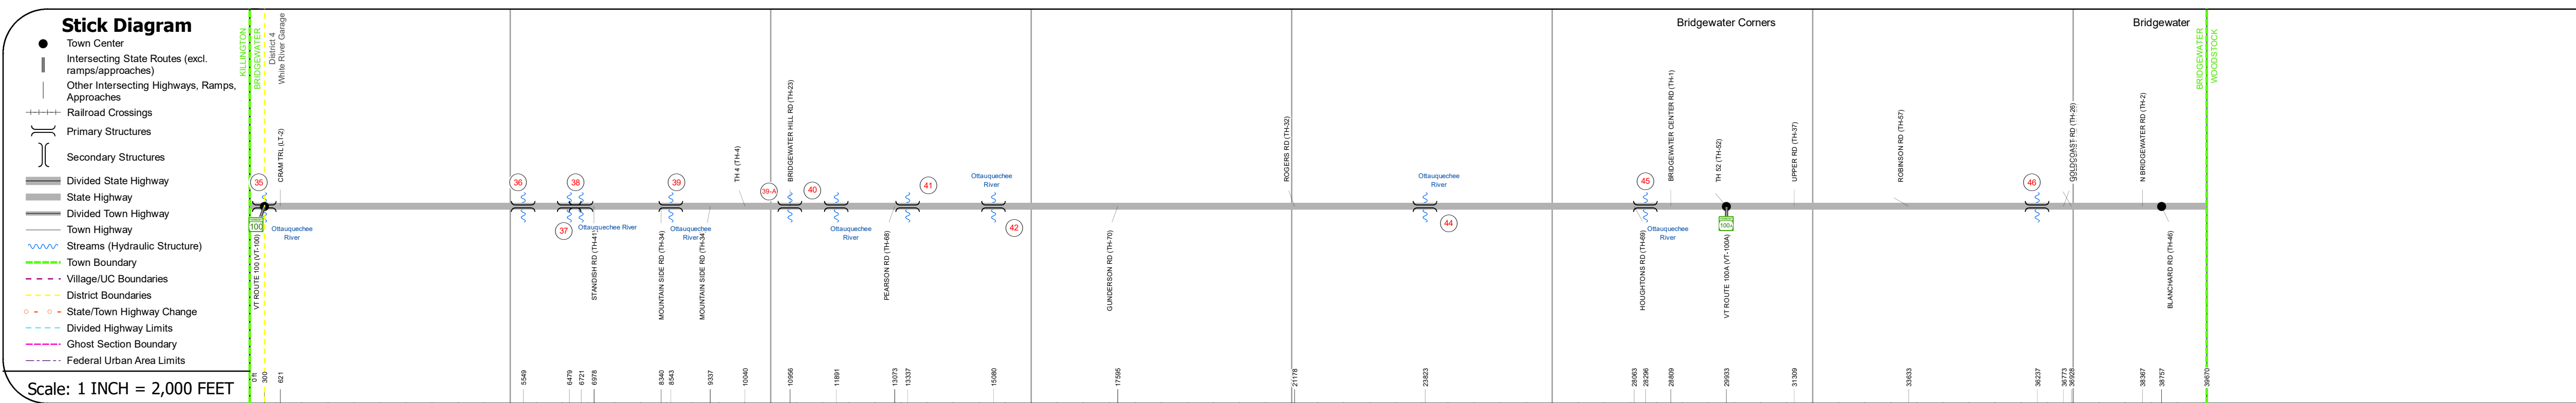 Stick Diagram
Town Center
Intersecting State Routes (excl.
ramps/approaches)
Other Intersecting Highways, Ramps,
Approaches
Railroad Crossings
Primary Structures
Secondary Structures
Divided State Highway
State Highway
Divided Town Highway
Town Highway
Streams (Hydraulic Structure)
Town Boundary
Village/UC Boundaries
District Boundaries
State/Town Highway Change
Divided Highway Limits
Ghost Section Boundary
Federal Urban Area Limits
Scale: 1 INCH = 2,000 FEET
KILLINGTON
BRIDGEWATER
District 4
White River Garage
Bridgewater Corners
Bridgewater
BRIDGEWATER
WOODSTOCK
CRAM TRL (LT-2)
TH 4 (TH-4)
BRIDGEWATER HILL RD (TH-23)
ROGERS RD (TH-32)
BRIDGEWATER CENTER RD (TH-1)
TH 52 (TH-52)
UPPER RD (TH-37)
ROBINSON RD (TH-57)
GOLDCOAST RD (TH-26)
N BRIDGEWATER RD (TH-2)
35
36
38
39
39-A
40
41
Ottauquechee
River
Ottauquechee
River
45
46
100
Ottauquechee
River
37
Ottauquechee River
Ottauquechee
River
Ottauquechee
River
42
44
Ottauquechee
River
100A
VT ROUTE 100 (VT-100)
STANDISH RD (TH-41)
MOUNTAIN SIDE RD (TH-34)
MOUNTAIN SIDE RD (TH-34
PEARSON RD (TH-68)
GUNDERSON RD (TH-70)
HOUGHTONS RD (TH-69)
VT ROUTE 100A (VT-100A)
BLANCHARD RD (TH-46)
0 ft
300
621
5549
6479
6721
6978
8340
8543
9337
10040
10956
11891
13073
13337
15080
17595
21178
23823
28063
28296
28809
29933
31309
33633
36237
36773
36928
38367
38757
39670